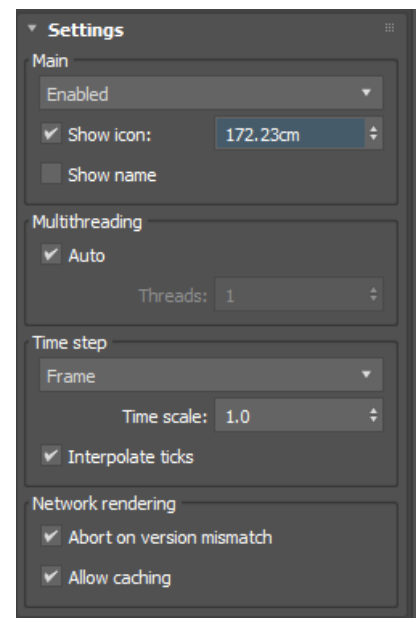 Settings
Main
Enabled
Show icon: 172.23cm
Show name
Multithreading
Auto
Threads: 1
Time step
Frame
Time scale: 1.0
Interpolate ticks
Network rendering
Abort on version mismatch
Allow caching